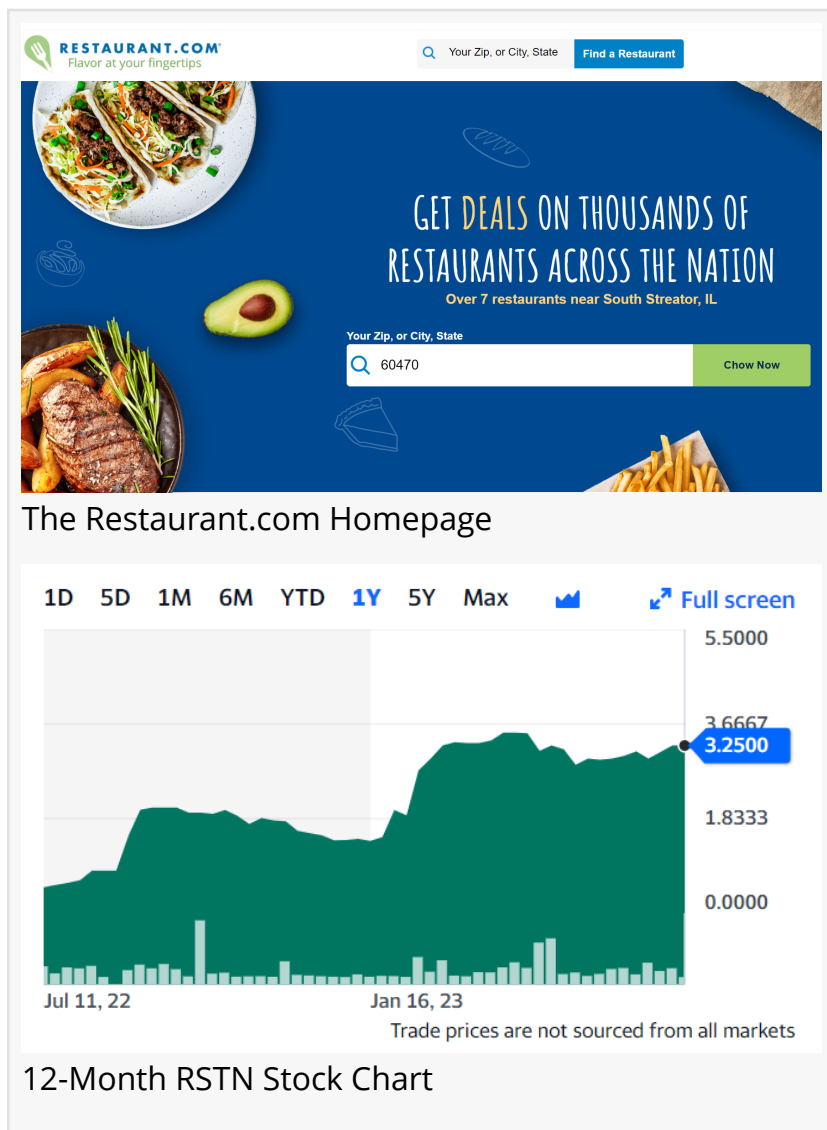 RESTAURANT.COM®
Flavor at your fingertips
Your Zip, or City, State
Find a Restaurant
GET DEALS ON THOUSANDS OF
RESTAURANTS ACROSS THE NATION
Over 7 restaurants near South Streator, IL
Your Zip, or City, State
60470
Chow Now
The Restaurant.com Homepage
1D 5D 1M 6M YTD 1Y 5Y Max Full screen
5.5000
3.6667
3.2500
1.8333
0.0000
Jul 11, 22 Jan 16, 23
Trade prices are not sourced from all markets
12-Month RSTN Stock Chart